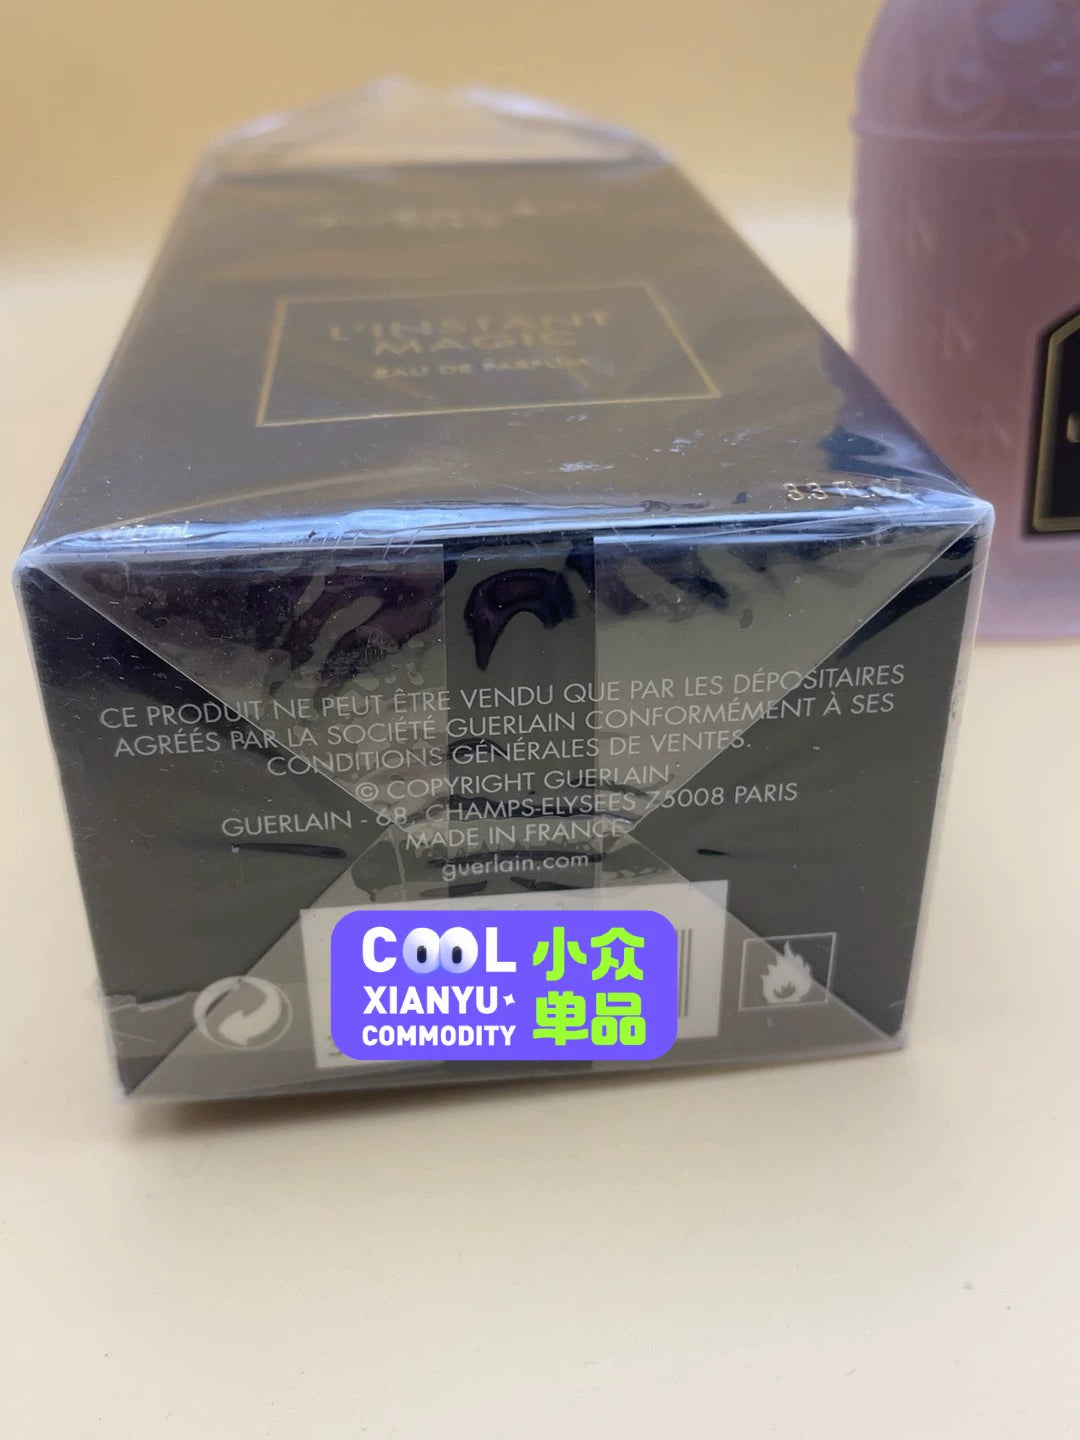 L'INSTANT
MAGIC
EAU DE PARFUM
3.3 FL.OZ
CE PRODUIT NE PEUT ÊTRE VENDU QUE PAR LES DÉPOSITAIRES
AGRÉÉS PAR LA SOCIÉTÉ GUERLAIN CONFORMÉMENT À SES
CONDITIONS GÉNÉRALES DE VENTES.
© COPYRIGHT GUERLAIN
GUERLAIN - 68, CHAMPS-ELYSEES 75008 PARIS
MADE IN FRANCE
guerlain.com
COOL 小众
XIANYU 单品
COMMODITY